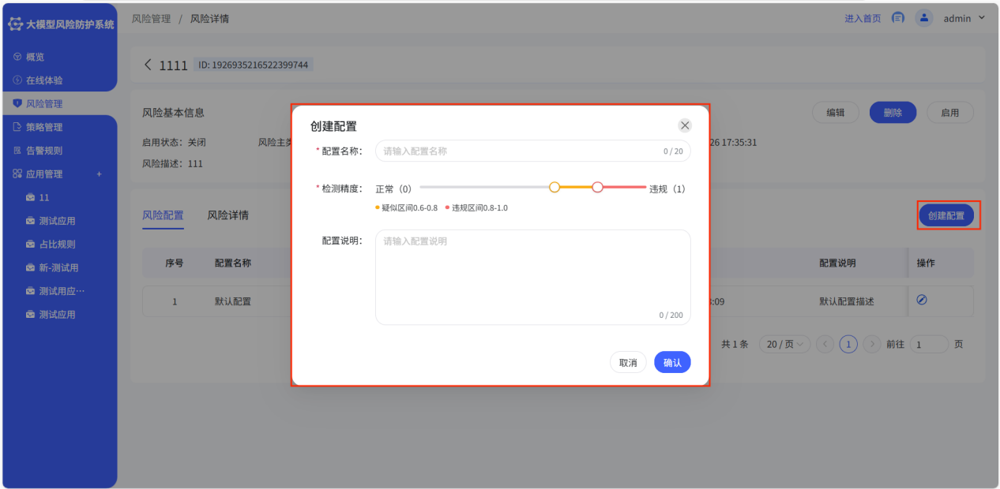 大模型风险防护系统
风险管理 / 风险详情
进入首页 admin
概览
在线体验
风险管理
策略管理
告警规则
应用管理 +
11
测试应用
占比规则
新-测试用
测试用应…
测试应用
1111 ID: 1926935216522399744
风险基本信息
编辑 删除 启用
启用状态: 关闭 风险主类 26 17:35:31
风险描述: 111
风险配置 风险详情
创建配置
序号 配置名称 配置说明 操作
1 默认配置 :09 默认配置描述
共 1 条 20 / 页 1 前往 1 页
创建配置
* 配置名称: 请输入配置名称 0 / 20
* 检测精度: 正常 (0) 违规 (1)
疑似区间0.6-0.8 违规区间0.8-1.0
配置说明: 请输入配置说明
0 / 200
取消 确认